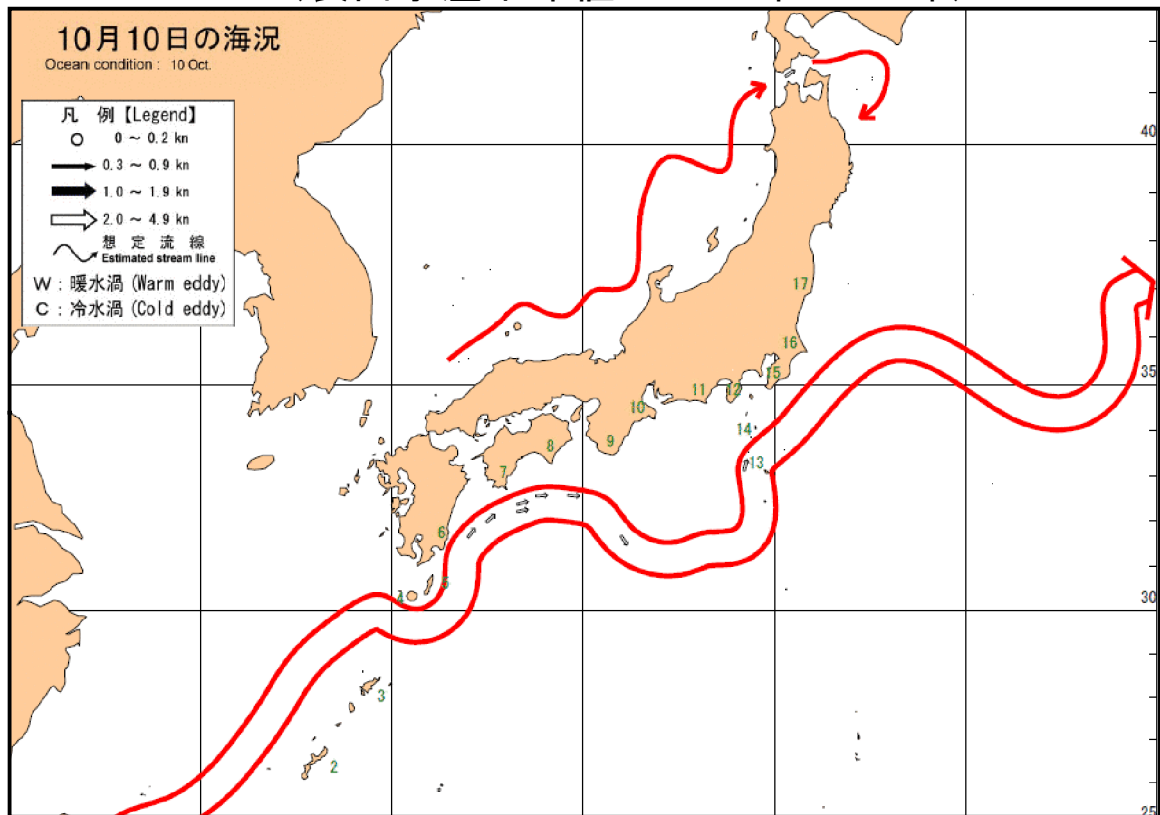 10月10日の海況
Ocean condition : 10 Oct.
凡 例【Legend】
0 ～ 0.2 kn
0.3 ～ 0.9 kn
1.0 ～ 1.9 kn
2.0 ～ 4.9 kn
想 定 流 線
Estimated stream line
W : 暖水渦 (Warm eddy)
C : 冷水渦 (Cold eddy)
40
17
16
35
15
12
11
10
14
9
8
13
7
6
5
4
30
3
2
25